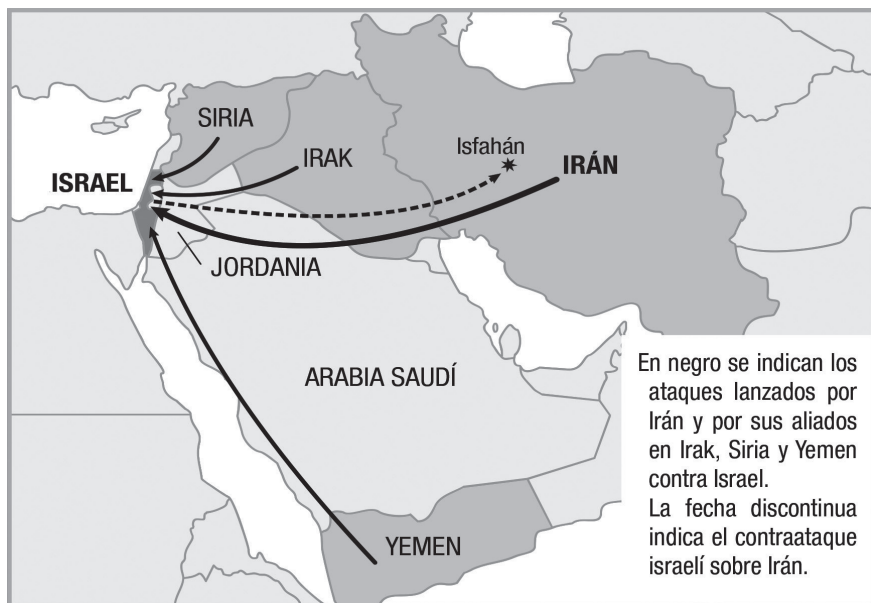 SIRIA
IRAK
Isfahán
IRÁN
ISRAEL
JORDANIA
ARABIA SAUDÍ
YEMEN
En negro se indican los
ataques lanzados por
Irán y por sus aliados
en Irak, Siria y Yemen
contra Israel.
La fecha discontinua
indica el contraataque
israelí sobre Irán.